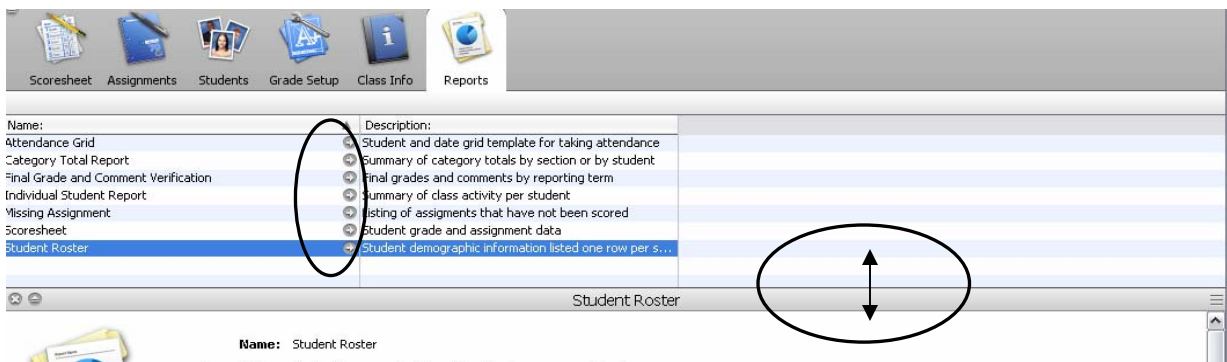 Scoresheet Assignments Students Grade Setup Class Info Reports
Name: Description:
Attendance Grid Student and date grid template for taking attendance
Category Total Report Summary of category totals by section or by student
Final Grade and Comment Verification Final grades and comments by reporting term
Individual Student Report Summary of class activity per student
Missing Assignment Listing of assigments that have not been scored
Scoresheet Student grade and assignment data
Student Roster Student demographic information listed one row per s...
Student Roster
Name: Student Roster